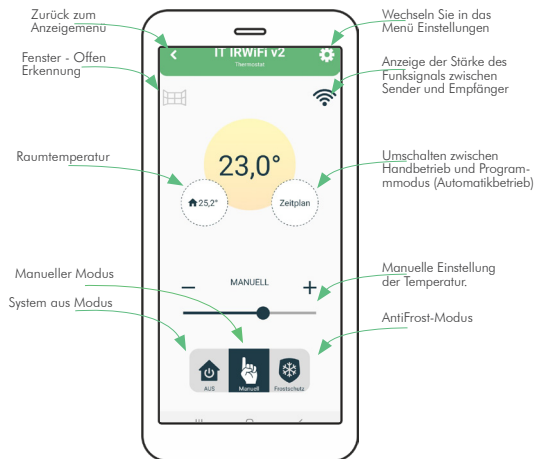 Zurück zum
Anzeigemenu
Wechseln Sie in das
Menü Einstellungen
IT IRWiFi v2
Thermostat
Fenster - Offen
Erkennung
Anzeige der Stärke des
Funksignals zwischen
Sender und Empfänger
23,0°
Raumtemperatur
25,2°
Zeitplan
Umschalten zwischen
Handbetrieb und Program-
mmodus (Automatikbetrieb)
Manueller Modus
MANUELL
Manuelle Einstellung
der Temperatur.
System aus Modus
AntiFrost-Modus
AUS
Manuell
Frostschutz